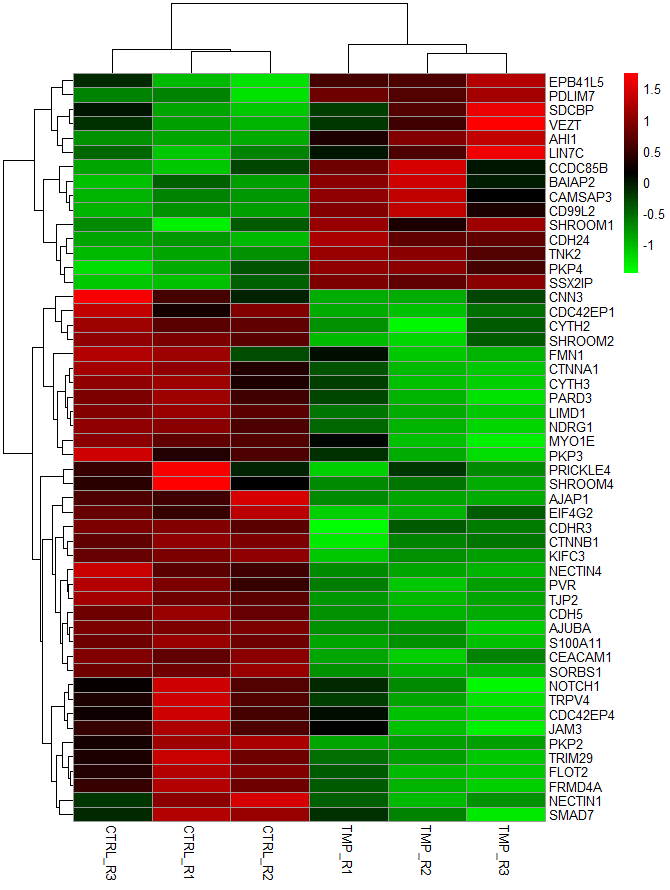 EPB41L5
PDLIM7
SDCBP
VEZT
AHI1
LIN7C
CCDC85B
BAIAP2
CAMSAP3
CD99L2
SHROOM1
CDH24
TNK2
PKP4
SSX2IP
CNN3
CDC42EP1
CYTH2
SHROOM2
FMN1
CTNNA1
CYTH3
PARD3
LIMD1
NDRG1
MYO1E
PKP3
PRICKLE4
SHROOM4
AJAP1
EIF4G2
CDHR3
CTNNB1
KIFC3
NECTIN4
PVR
TJP2
CDH5
AJUBA
S100A11
CEACAM1
SORBS1
NOTCH1
TRPV4
CDC42EP4
JAM3
PKP2
TRIM29
FLOT2
FRMD4A
NECTIN1
SMAD7
1.5
1
0.5
0
-0.5
-1
CTRL_R3
CTRL_R1
CTRL_R2
TMP_R1
TMP_R2
TMP_R3